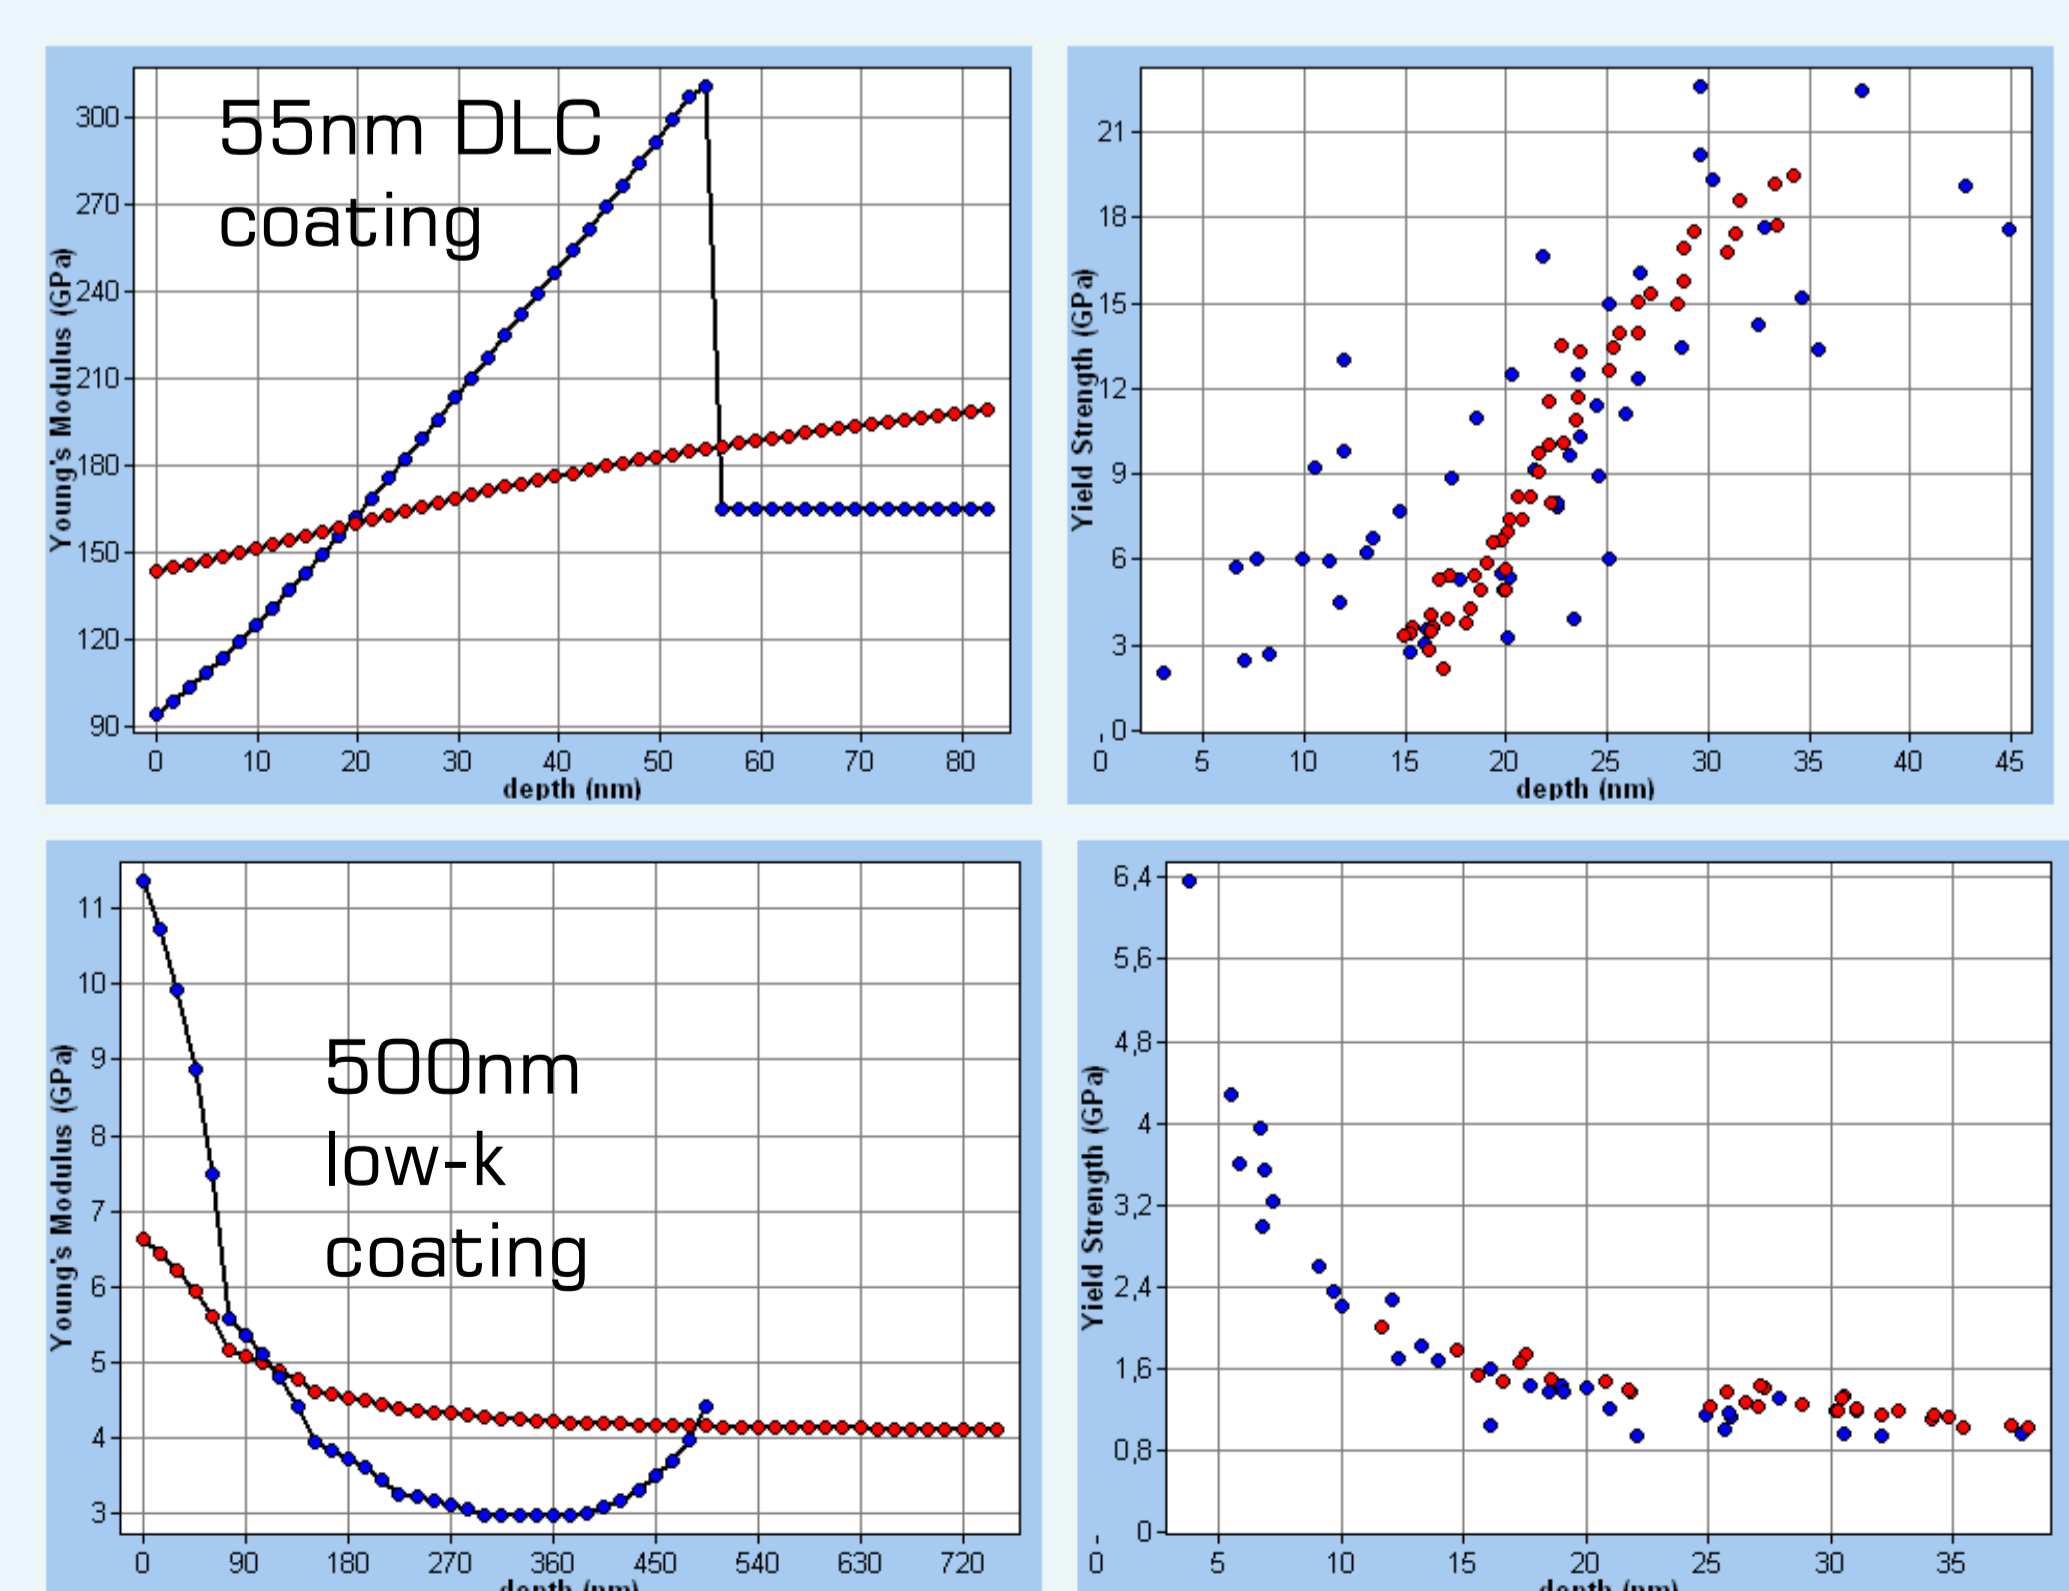 55nm DLC
coating
Young's Modulus (GPa)
300
270
240
210
180
150
120
90
0 10 20 30 40 50 60 70 80
depth (nm)
Yield Strength (GPa)
21
18
15
12
9
6
3
0
0 5 10 15 20 25 30 35 40 45
depth (nm)
500nm
low-k
coating
Young's Modulus (GPa)
11
10
9
8
7
6
5
4
3
0 90 180 270 360 450 540 630 720
depth (nm)
Yield Strength (GPa)
6,4
5,6
4,8
4
3,2
2,4
1,6
0,8
0
0 5 10 15 20 25 30 35
depth (nm)